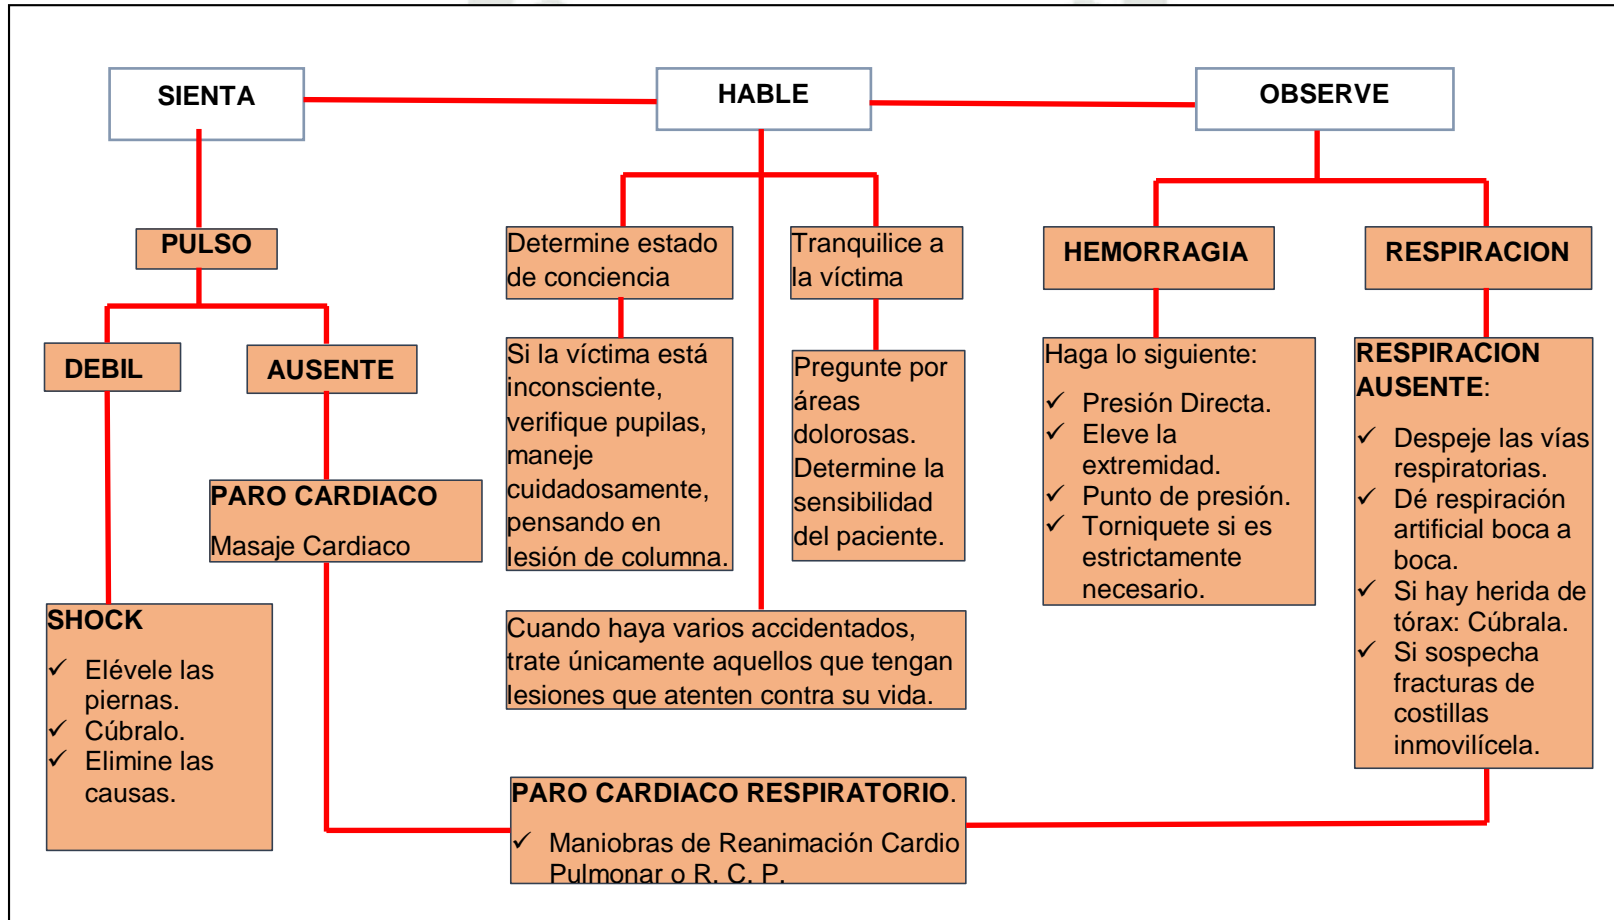 SIENTA
HABLE
OBSERVE
PULSO
DEBIL
AUSENTE
PARO CARDIACO
Masaje Cardiaco
SHOCK
✓ Elévele las
piernas.
✓ Cúbralo.
✓ Elimine las
causas.
Determine estado
de conciencia
Si la víctima está
inconsciente,
verifique pupilas,
maneje
cuidadosamente,
pensando en
lesión de columna.
Tranquilice a
la víctima
Pregunte por
áreas
dolorosas.
Determine la
sensibilidad
del paciente.
Cuando haya varios accidentados,
trate únicamente aquellos que tengan
lesiones que atenten contra su vida.
HEMORRAGIA
Haga lo siguiente:
✓ Presión Directa.
✓ Eleve la
extremidad.
✓ Punto de presión.
✓ Torniquete si es
estrictamente
necesario.
RESPIRACION
RESPIRACION
AUSENTE:
✓ Despeje las vías
respiratorias.
✓ Dé respiración
artificial boca a
boca.
✓ Si hay herida de
tórax: Cúbrala.
✓ Si sospecha
fracturas de
costillas
inmovilícela.
PARO CARDIACO RESPIRATORIO.
✓ Maniobras de Reanimación Cardio
Pulmonar o R. C. P.